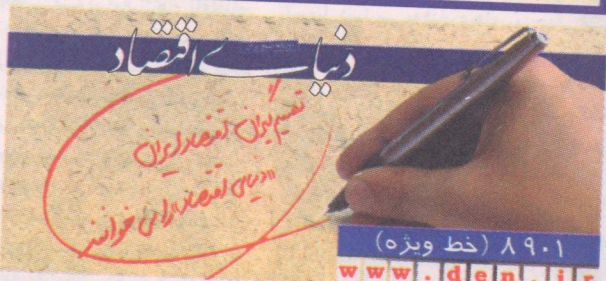 دنیای اقتصاد
تصمیم‌گیران اقتصاد ایران
«دنیای اقتصاد» را می خوانند
۸۹۰۱ (خط ویژه)
www.den.ir